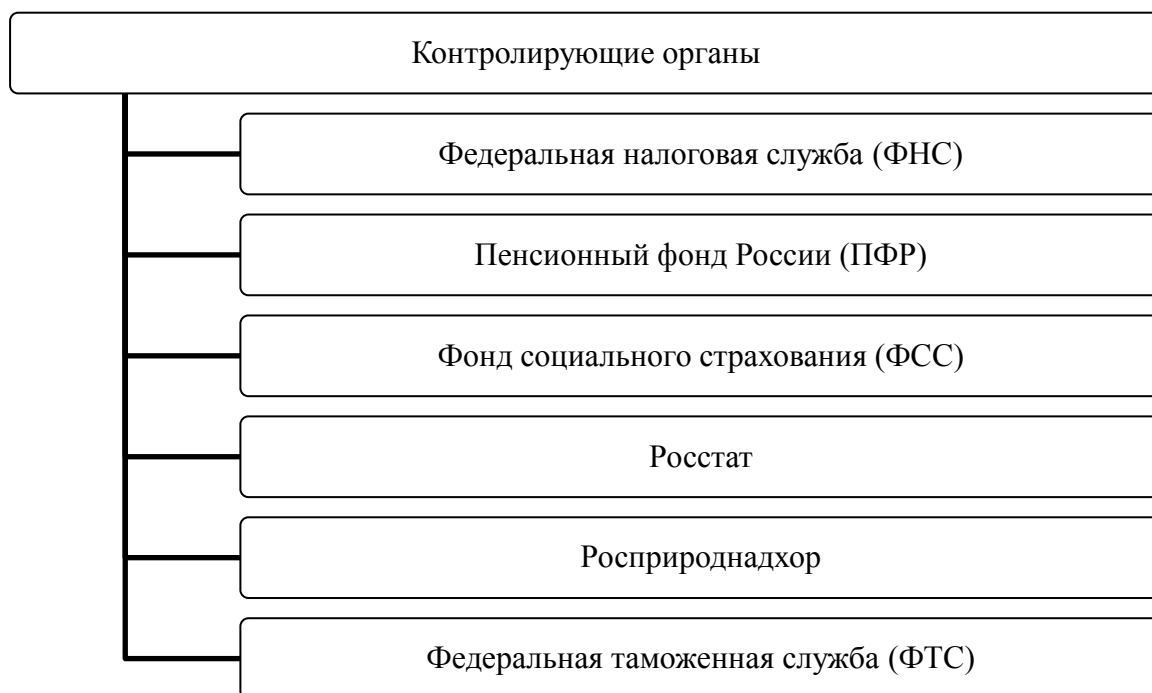 Контролирующие органы
Федеральная налоговая служба (ФНС)
Пенсионный фонд России (ПФР)
Фонд социального страхования (ФСС)
Росстат
Росприроднадхор
Федеральная таможенная служба (ФТС)